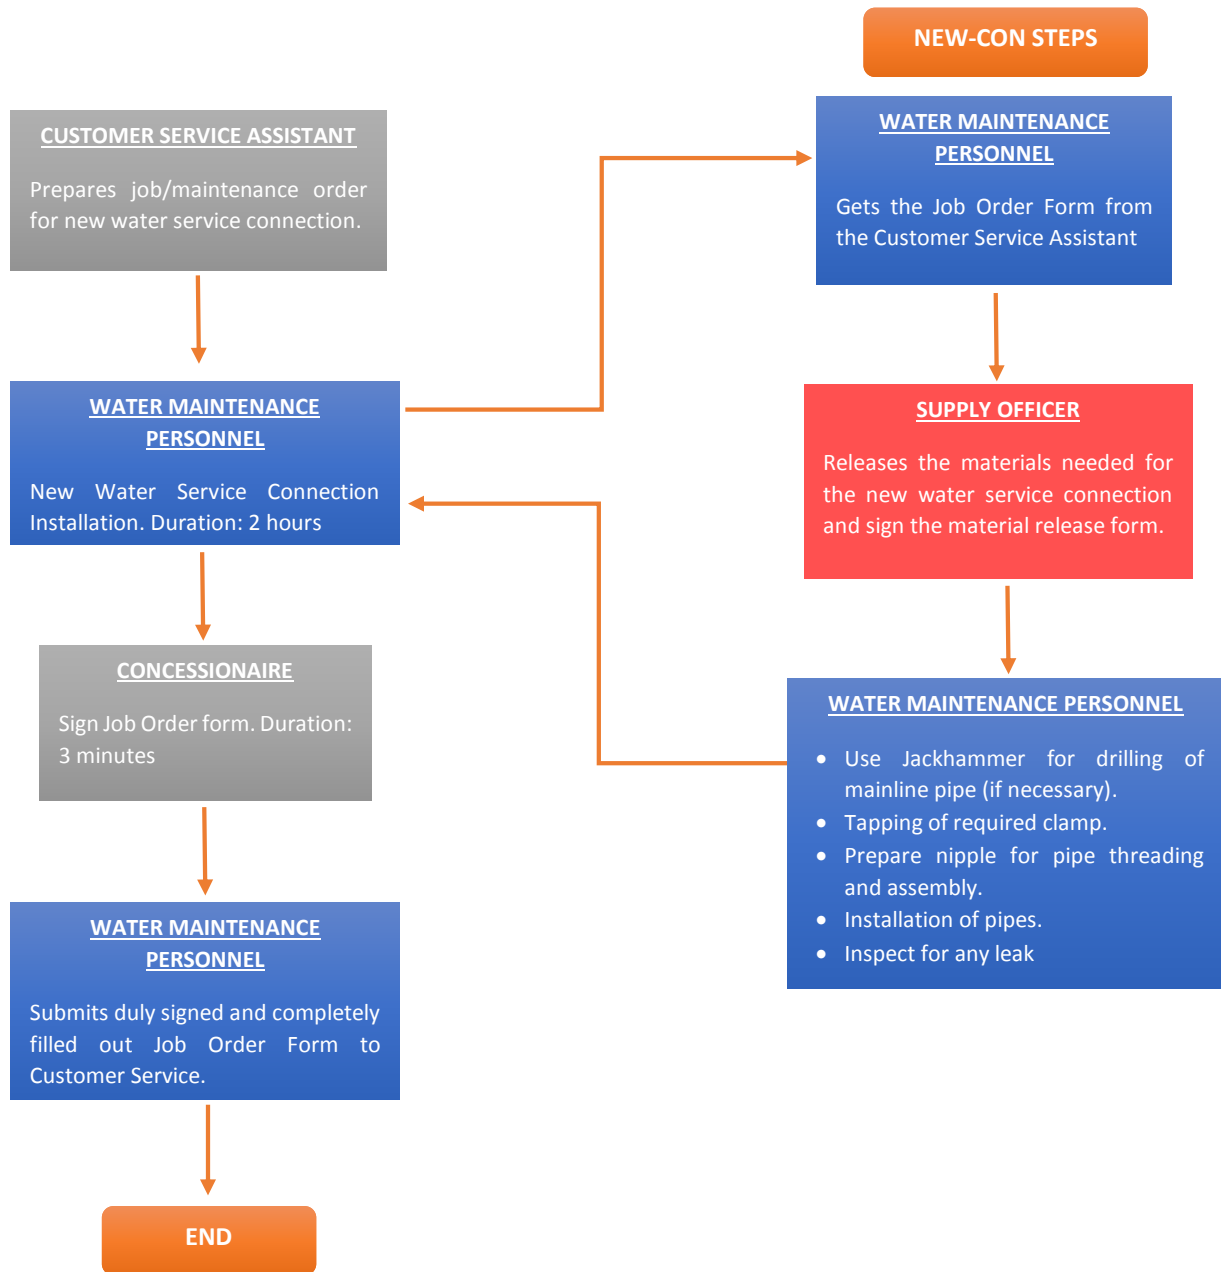 NEW-CON STEPS
CUSTOMER SERVICE ASSISTANT
Prepares job/maintenance order
for new water service connection.
WATER MAINTENANCE
PERSONNEL
New Water Service Connection
Installation. Duration: 2 hours
CONCESSIONAIRE
Sign Job Order form. Duration:
3 minutes
WATER MAINTENANCE
PERSONNEL
Submits duly signed and completely
filled out Job Order Form to
Customer Service.
END
WATER MAINTENANCE
PERSONNEL
Gets the Job Order Form from
the Customer Service Assistant
SUPPLY OFFICER
Releases the materials needed for
the new water service connection
and sign the material release form.
WATER MAINTENANCE PERSONNEL
• Use Jackhammer for drilling of
mainline pipe (if necessary).
• Tapping of required clamp.
• Prepare nipple for pipe threading
and assembly.
• Installation of pipes.
• Inspect for any leak